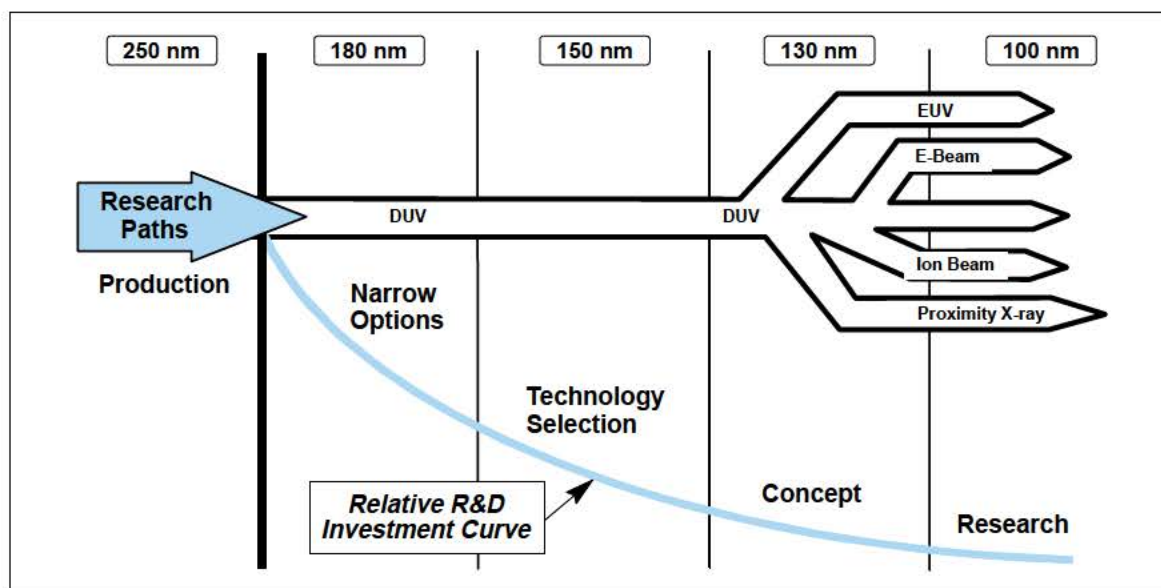 250 nm
180 nm
150 nm
130 nm
100 nm
EUV
E-Beam
Research
Paths
DUV
DUV
Ion Beam
Production
Narrow
Options
Proximity X-ray
Technology
Selection
Relative R&D
Investment Curve
Concept
Research